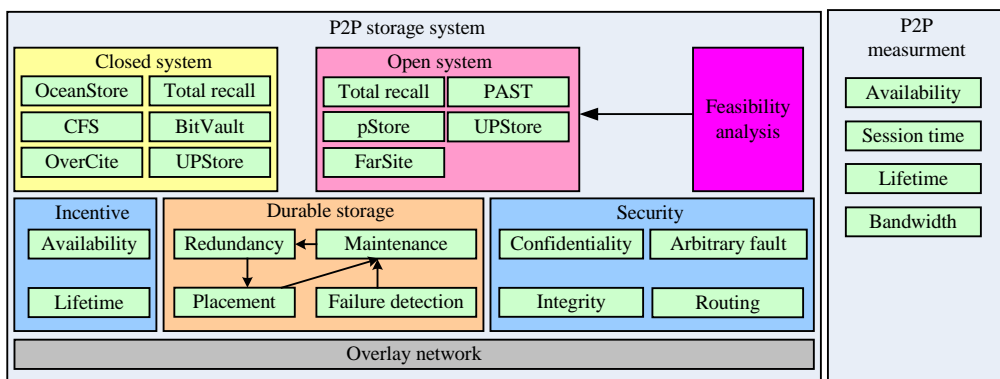 P2P storage system
Closed system
OceanStore
Total recall
CFS
BitVault
OverCite
UPStore
Open system
Total recall
PAST
pStore
UPStore
FarSite
Feasibility
analysis
Incentive
Availability
Lifetime
Durable storage
Redundancy
Maintenance
Placement
Failure detection
Security
Confidentiality
Arbitrary fault
Integrity
Routing
Overlay network
P2P
measurment
Availability
Session time
Lifetime
Bandwidth